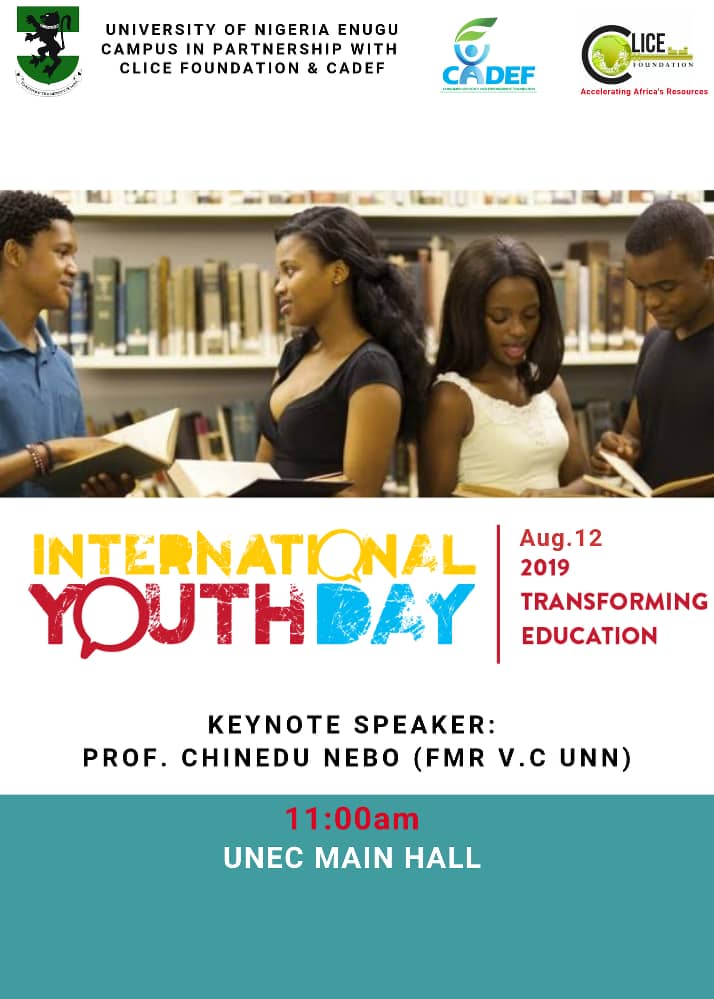 UNIVERSITY OF NIGERIA ENUGU
CAMPUS IN PARTNERSHIP WITH
CLICE FOUNDATION & CADEF
CADEF
CLICE
FOUNDATION
Accelerating Africa's Resources
INTERNATIONAL
YOUTH DAY
Aug.12
2019
TRANSFORMING
EDUCATION
KEYNOTE SPEAKER:
PROF. CHINEDU NEBO (FMR V.C UNN)
11:00am
UNEC MAIN HALL